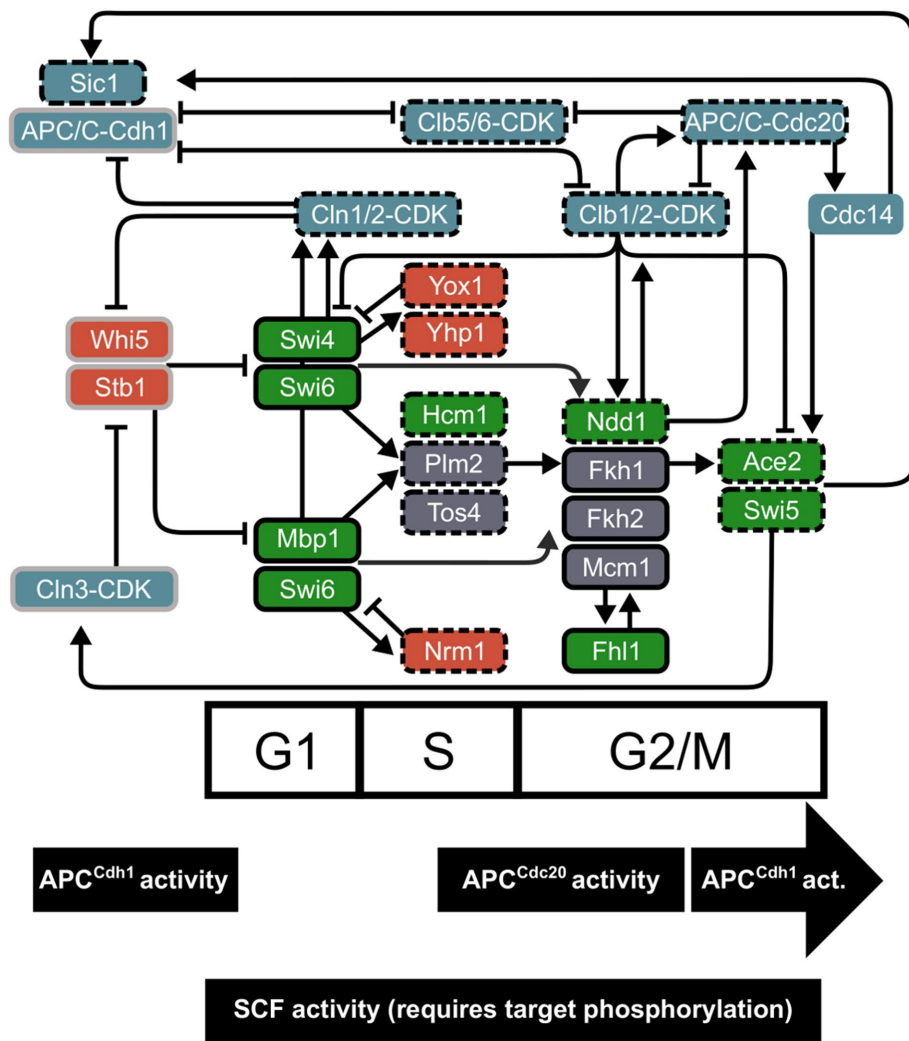 Sic1
APC/C-Cdh1
Clb5/6-CDK
APC/C-Cdc20
Cln1/2-CDK
Clb1/2-CDK
Cdc14
Yox1
Yhp1
Whi5
Stb1
Swi4
Swi6
Hcm1
Plm2
Tos4
Ndd1
Fkh1
Fkh2
Mcm1
Ace2
Swi5
Mbp1
Swi6
Cln3-CDK
Nrm1
Fhl1
G1
S
G2/M
APCCdh1 activity
APCCdc20 activity
APCCdh1 act.
SCF activity (requires target phosphorylation)